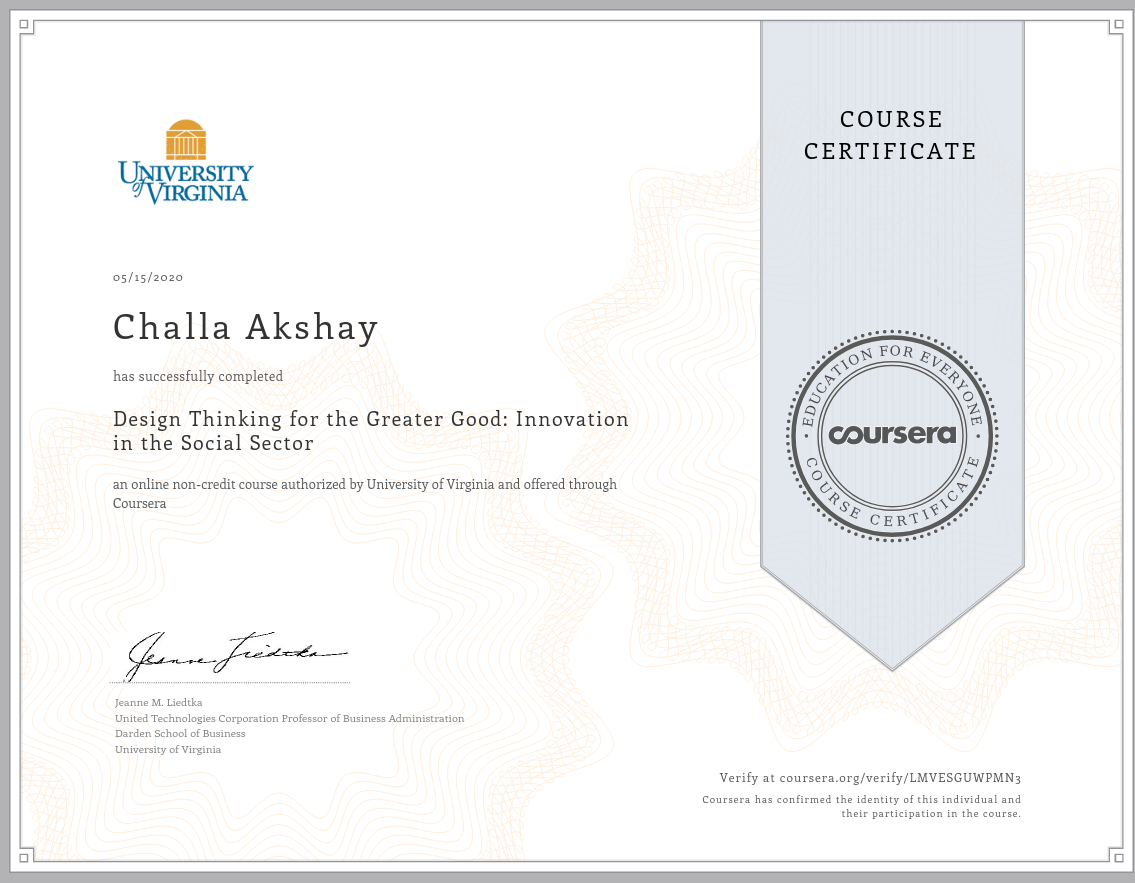 COURSE
CERTIFICATE
UNIVERSITY
of VIRGINIA
05/15/2020
Challa Akshay
has successfully completed
Design Thinking for the Greater Good: Innovation
in the Social Sector
an online non-credit course authorized by University of Virginia and offered through
Coursera
EDUCATION FOR EVERYONE
coursera
COURSE CERTIFICATE
Jeanne Liedtka
Jeanne M. Liedtka
United Technologies Corporation Professor of Business Administration
Darden School of Business
University of Virginia
Verify at coursera.org/verify/LMVESGUWPMN3
Coursera has confirmed the identity of this individual and
their participation in the course.